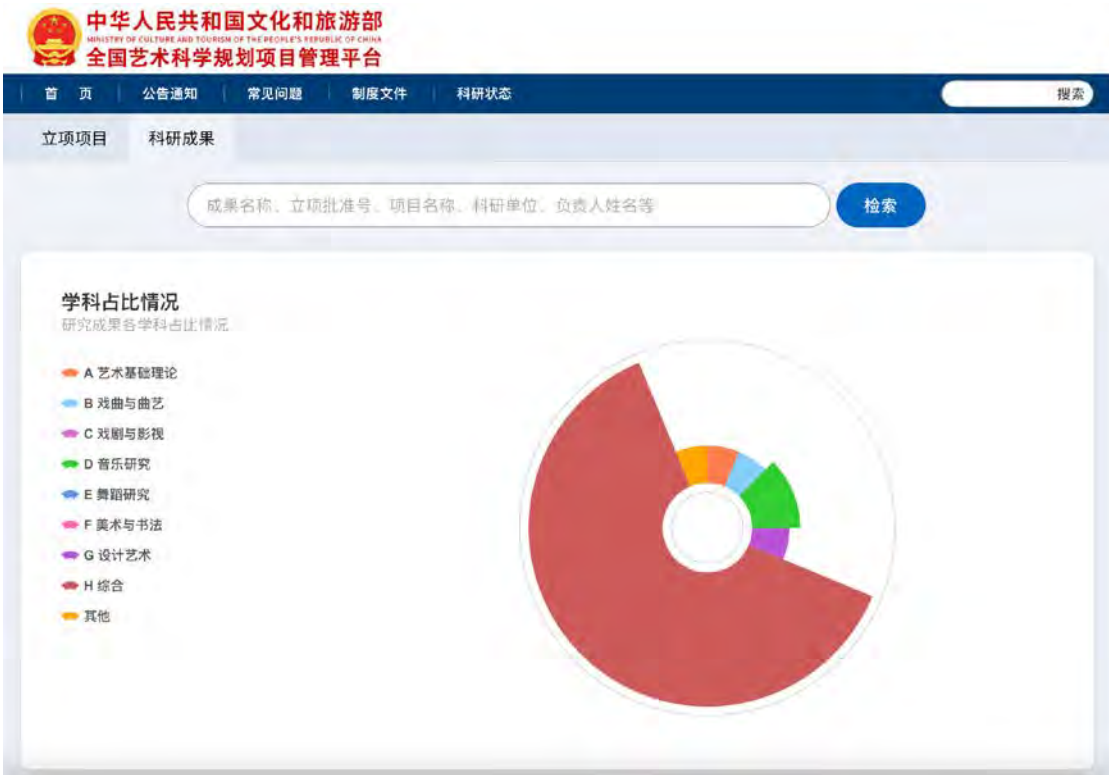 中华人民共和国文化和旅游部
MINISTRY OF CULTURE AND TOURISM OF THE PEOPLE'S REPUBLIC OF CHINA
全国艺术科学规划项目管理平台
首 页 公告通知 常见问题 制度文件 科研状态 搜索
立项项目 科研成果
成果名称、立项批准号、项目名称、科研单位、负责人姓名等 检索
学科占比情况
研究成果各学科占比情况
A 艺术基础理论
B 戏曲与曲艺
C 戏剧与影视
D 音乐研究
E 舞蹈研究
F 美术与书法
G 设计艺术
H 综合
其他